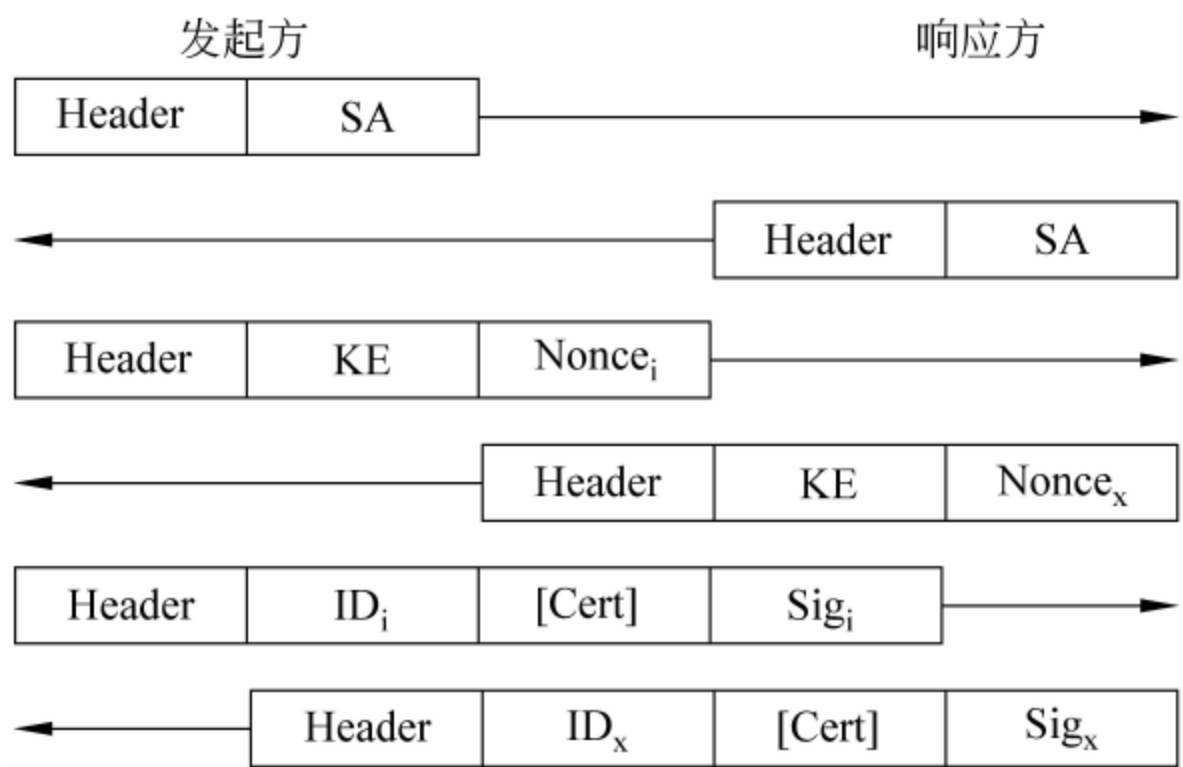 发起方 响应方
Header SA
Header SA
Header KE Nonceᵢ
Header KE Nonceₓ
Header IDᵢ [Cert] Sigᵢ
Header IDₓ [Cert] Sigₓ